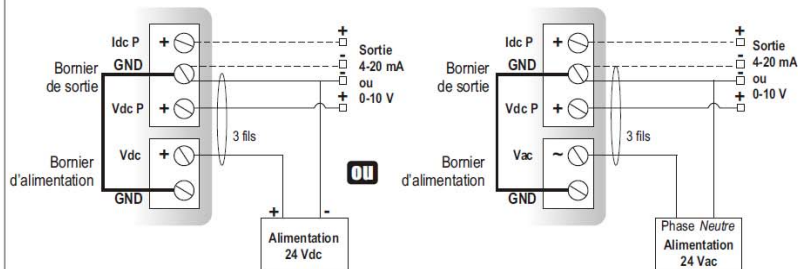 Idc P
+
GND
Bornier
de sortie
Vdc P
+
Vdc
+
Bornier
d'alimentation
GND
3 fils
+
-
-
+
Sortie
4-20 mA
ou
0-10 V
+
-
Alimentation
24 Vdc
ou
Idc P
+
GND
Bornier
de sortie
Vdc P
+
Vac
~
Bornier
d'alimentation
GND
3 fils
+
-
-
+
Sortie
4-20 mA
ou
0-10 V
Phase Neutre
Alimentation
24 Vac